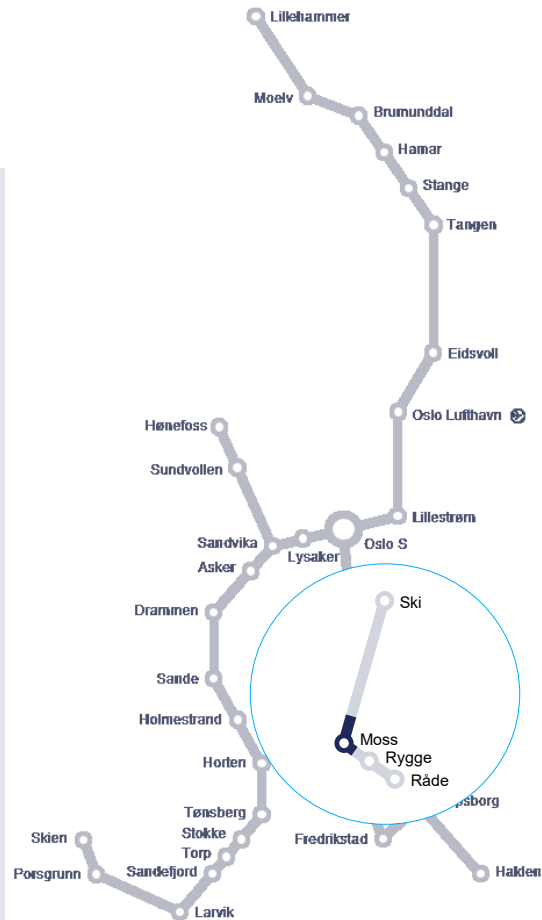 Lillehammer
Moelv
Brumunddal
Hamar
Stange
Tangen
Eidsvoll
Hønefoss
Oslo Lufthavn
Sundvollen
Lillestrøm
Sandvika
Lysaker
Oslo S
Asker
Drammen
Ski
Sande
Holmestrand
Moss
Rygge
Horten
Råde
psborg
Tønsberg
Stokke
Skien
Fredrikstad
Torp
Porsgrunn
Sandefjord
Halden
Larvik